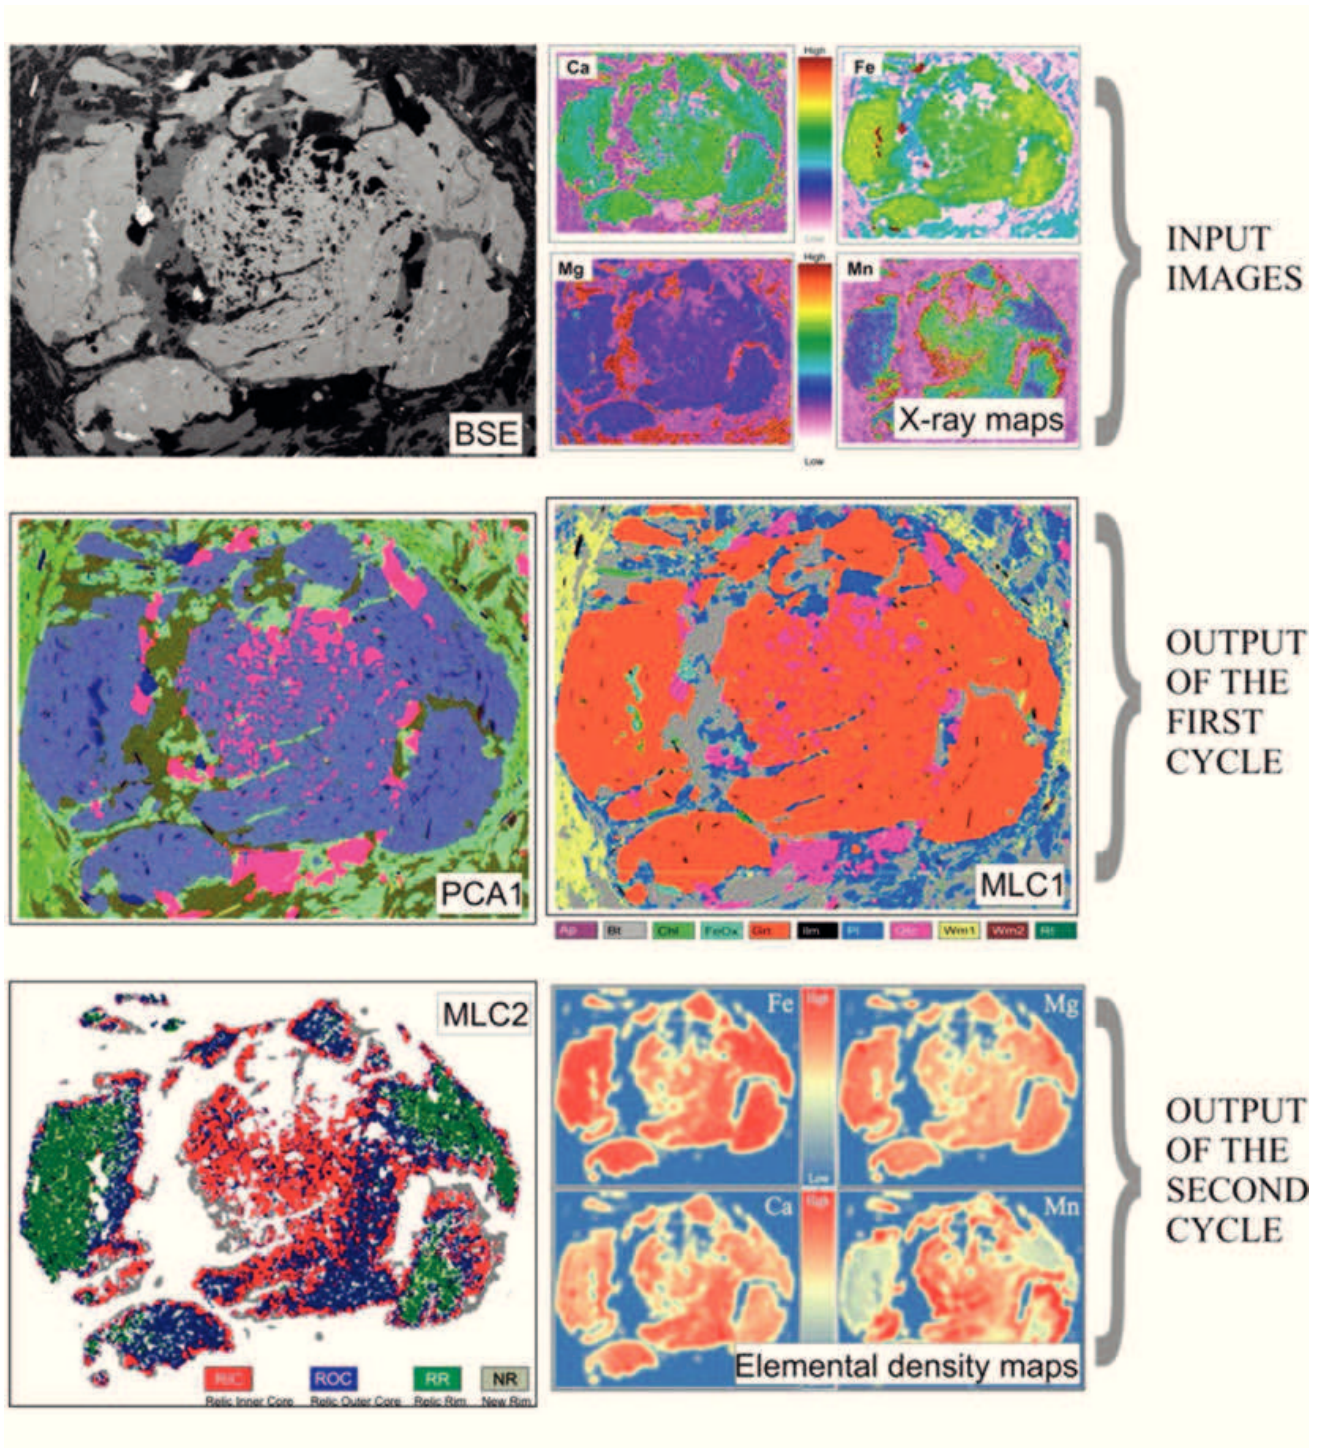 BSE
Ca
High
Low
Fe
Mg
High
Low
Mn
X-ray maps
INPUT
IMAGES
PCA1
MLC1
Ap Bt Chl FeOx Grt Ilm Pl Qtz Wm1 Wm2 Rt
OUTPUT
OF THE
FIRST
CYCLE
MLC2
RIC ROC RR NR
Relic Inner Core Relic Outer Core Relic Rim New Rim
Fe
High
Low
Mg
Ca
High
Mn
Elemental density maps
OUTPUT
OF THE
SECOND
CYCLE